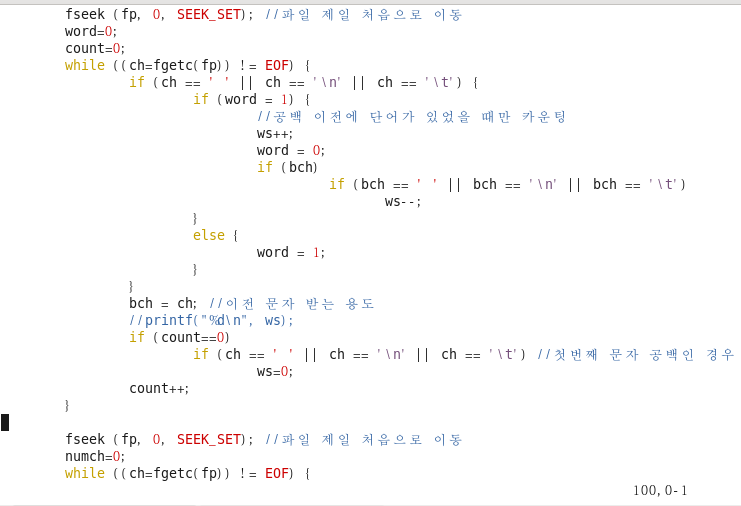 fseek (fp, 0, SEEK_SET); //파일 제일 처음으로 이동
word=0;
count=0;
while ((ch=fgetc(fp)) != EOF) {
if (ch == ' ' || ch == '\n' || ch == '\t') {
if (word = 1) {
//공백 이전에 단어가 있었을 때만 카운팅
ws++;
word = 0;
if (bch)
if (bch == ' ' || bch == '\n' || bch == '\t')
ws--;
}
else {
word = 1;
}
}
bch = ch; //이전 문자 받는 용도
//printf("%d\n", ws);
if (count==0)
if (ch == ' ' || ch == '\n' || ch == '\t') //첫번째 문자 공백인 경우
ws=0;
count++;
}
fseek (fp, 0, SEEK_SET); //파일 제일 처음으로 이동
numch=0;
while ((ch=fgetc(fp)) != EOF) {
100,0-1